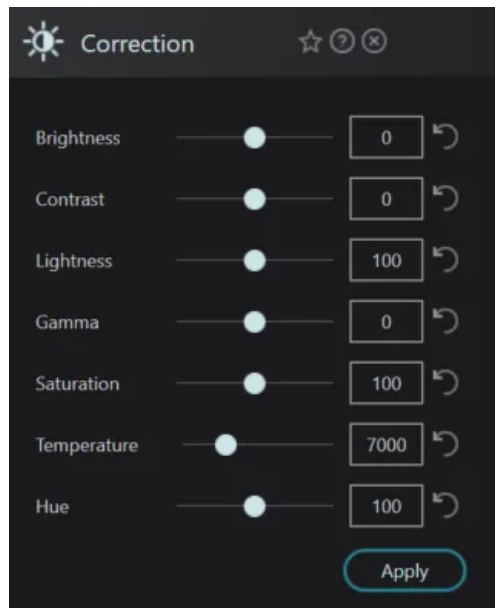 Correction
Brightness 0
Contrast 0
Lightness 100
Gamma 0
Saturation 100
Temperature 7000
Hue 100
Apply